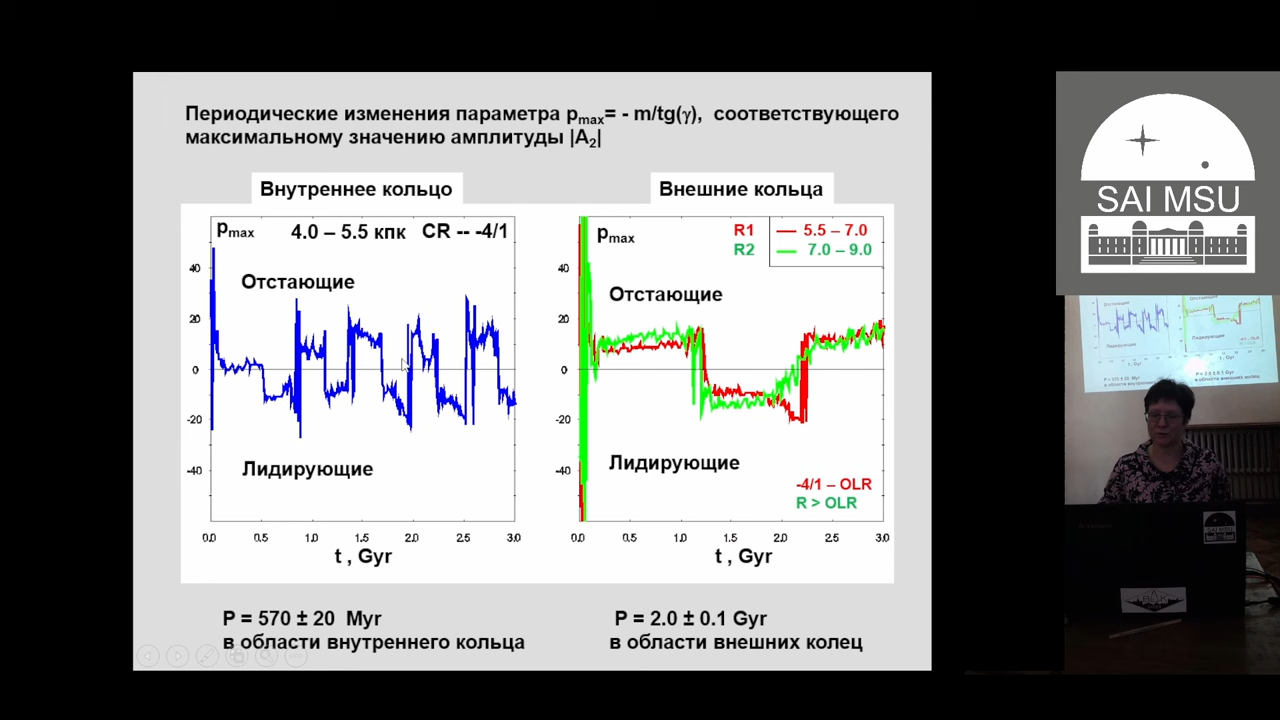 Периодические изменения параметра pmax= - m/tg(γ), соответствующего
максимальному значению амплитуды |A2|
Внутреннее кольцо
Внешние кольца
pmax
4.0 – 5.5 кпк
CR -- -4/1
Отстающие
Лидирующие
40
20
0
-20
-40
0.0 0.5 1.0 1.5 2.0 2.5 3.0
t , Gyr
pmax
R1
5.5 – 7.0
R2
7.0 – 9.0
Отстающие
Лидирующие
-4/1 – OLR
R > OLR
40
20
0
-20
-40
0.0 0.5 1.0 1.5 2.0 2.5 3.0
t , Gyr
P = 570 ± 20 Myr
в области внутреннего кольца
P = 2.0 ± 0.1 Gyr
в области внешних колец
SAI MSU
Отстающие
Лидирующие
t, Gyr
SAI MSU